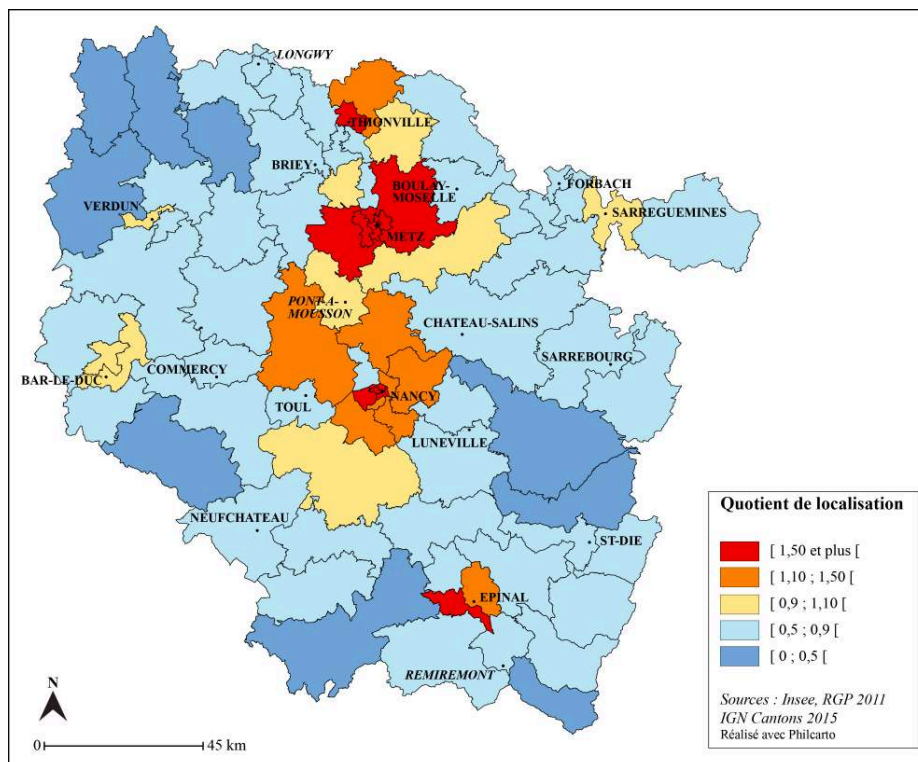 LONGWY
THIONVILLE
BRIEY
BOULAY-
MOSELLE
FORBACH
VERDUN
SARREGUEMINES
METZ
PONT-A-
MOUSSON
CHATEAU-SALINS
SARREBOURG
BAR-LE-DUC
COMMERCY
TOUL
NANCY
LUNEVILLE
NEUFCHATEAU
ST-DIE
EPINAL
REMIREMONT
N
0 45 km
Quotient de localisation
[ 1,50 et plus [
[ 1,10 ; 1,50 [
[ 0,9 ; 1,10 [
[ 0,5 ; 0,9 [
[ 0 ; 0,5 [
Sources : Insee, RGP 2011
IGN Cantons 2015
Réalisé avec Philcarto